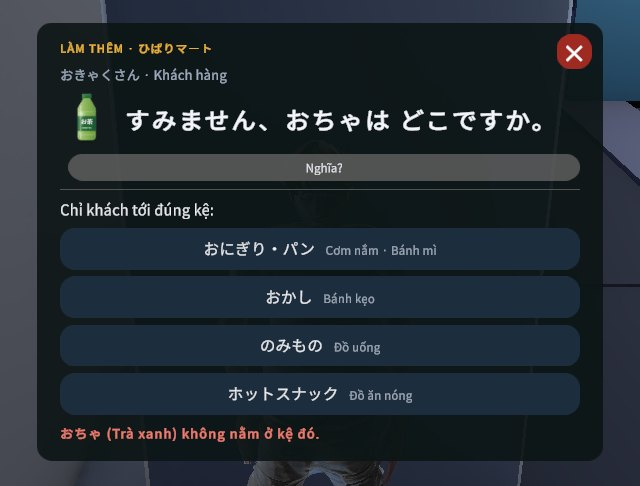 LÀM THÊM · ひばりマート
おきゃくさん · Khách hàng
お茶
すみません、おちゃは どこですか。
Nghĩa?
Chỉ khách tới đúng kệ:
おにぎり・パン Cơm nắm · Bánh mì
おかし Bánh kẹo
のみもの Đồ uống
ホットスナック Đồ ăn nóng
おちゃ (Trà xanh) không nằm ở kệ đó.